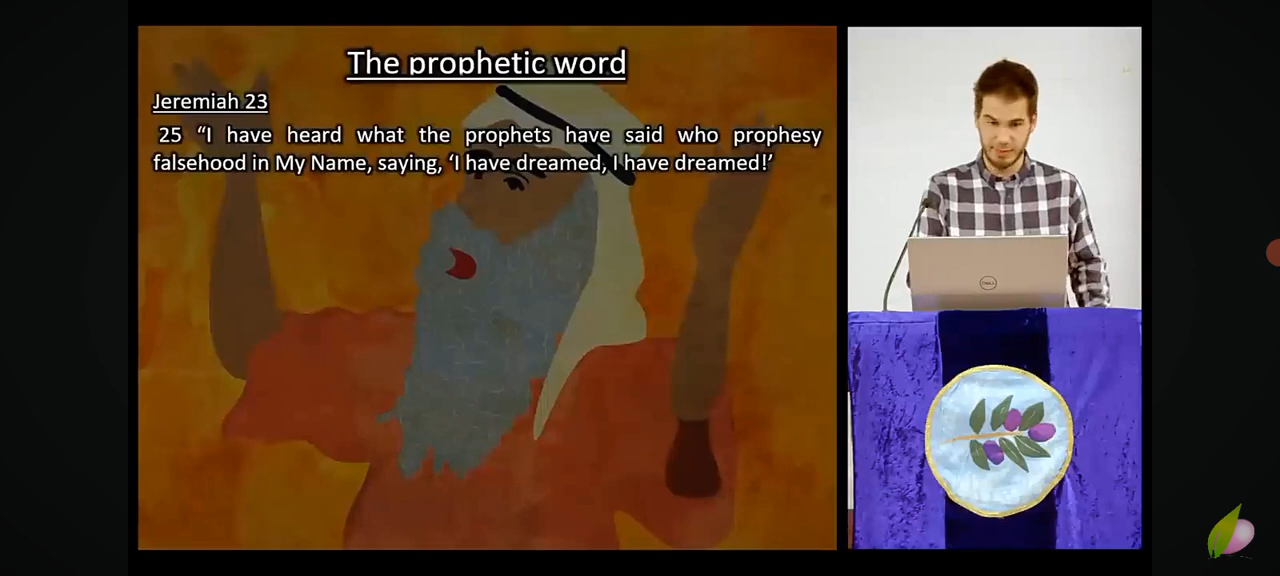 The prophetic word
Jeremiah 23
25 “I have heard what the prophets have said who prophesy
falsehood in My Name, saying, ‘I have dreamed, I have dreamed!’
DELL